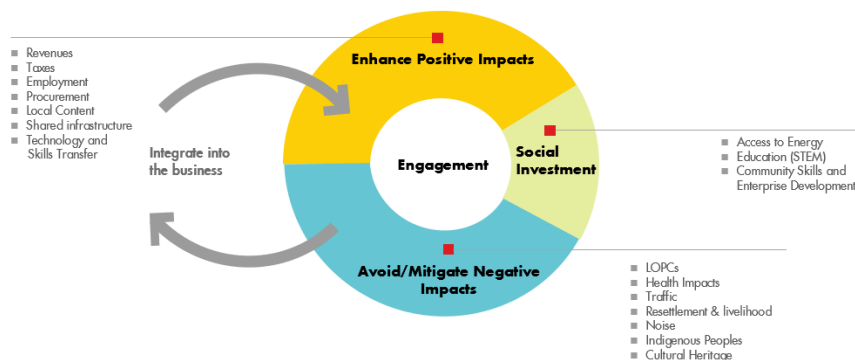 Enhance Positive Impacts
Revenues
Taxes
Employment
Procurement
Local Content
Shared infrastructure
Technology and
Skills Transfer
Integrate into
the business
Engagement
Social
Investment
Access to Energy
Education (STEM)
Community Skills and
Enterprise Development
Avoid/Mitigate Negative
Impacts
LOPCs
Health Impacts
Traffic
Resettlement & livelihood
Noise
Indigenous Peoples
Cultural Heritage